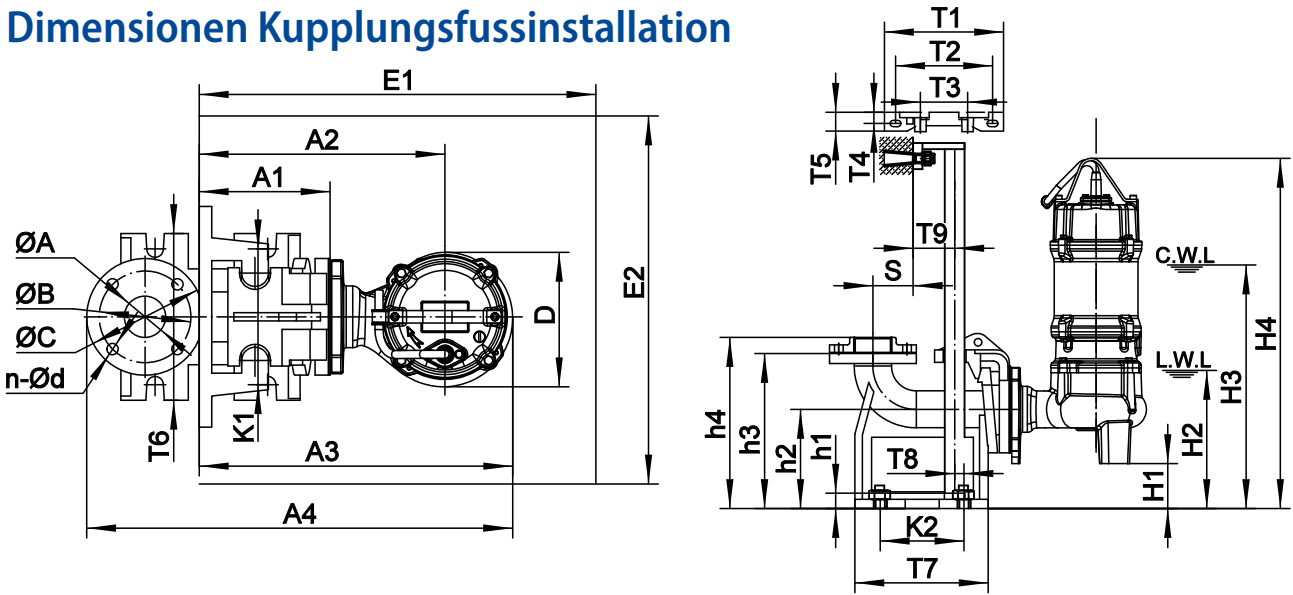 Dimensionen Kupplungsfussinstallation
E1
A2
A1
ØA
ØB
ØC
n-Ød
T6
K1
A3
A4
D
E2
T1
T2
T3
T5
T4
T9
S
C.W.L
L.W.L
h4
h3
h2
h1
T8
K2
T7
H1
H2
H3
H4